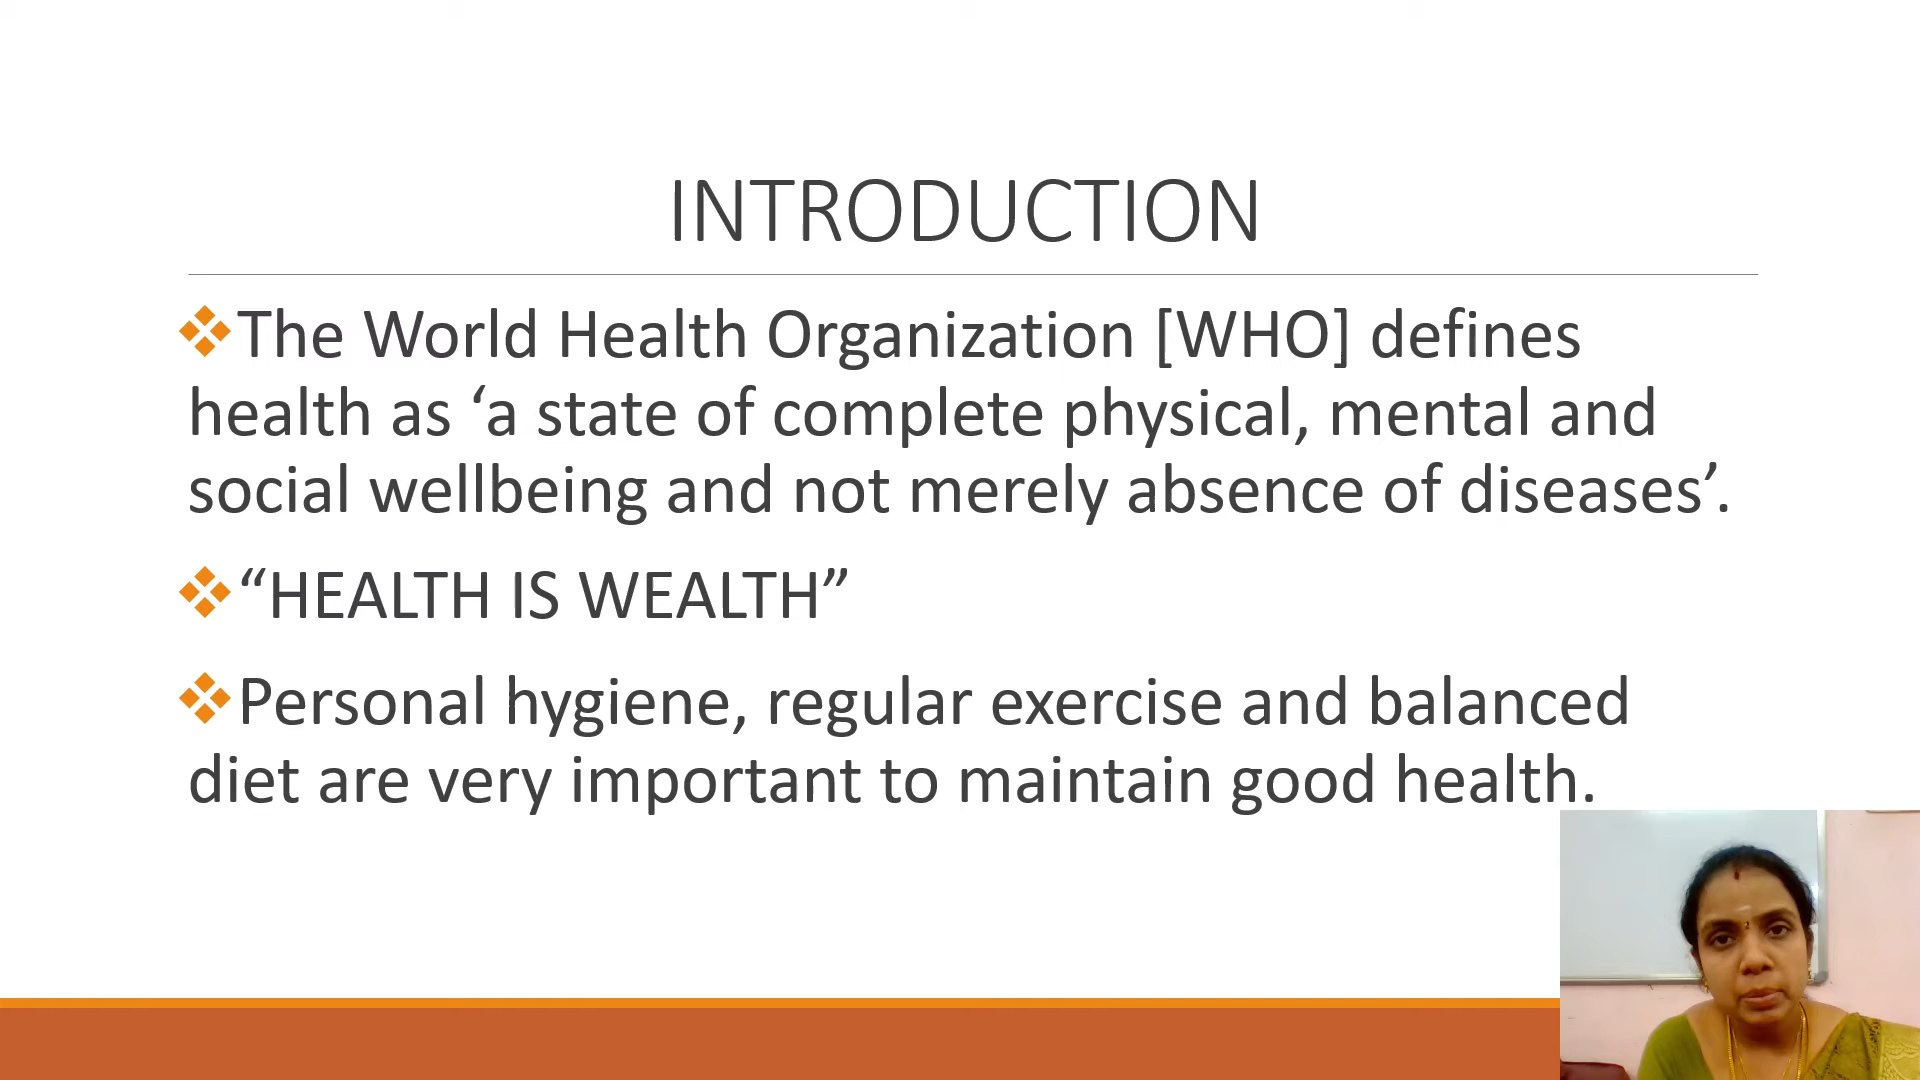 INTRODUCTION
❖The World Health Organization [WHO] defines
health as ‘a state of complete physical, mental and
social wellbeing and not merely absence of diseases’.
❖“HEALTH IS WEALTH”
❖Personal hygiene, regular exercise and balanced
diet are very important to maintain good health.